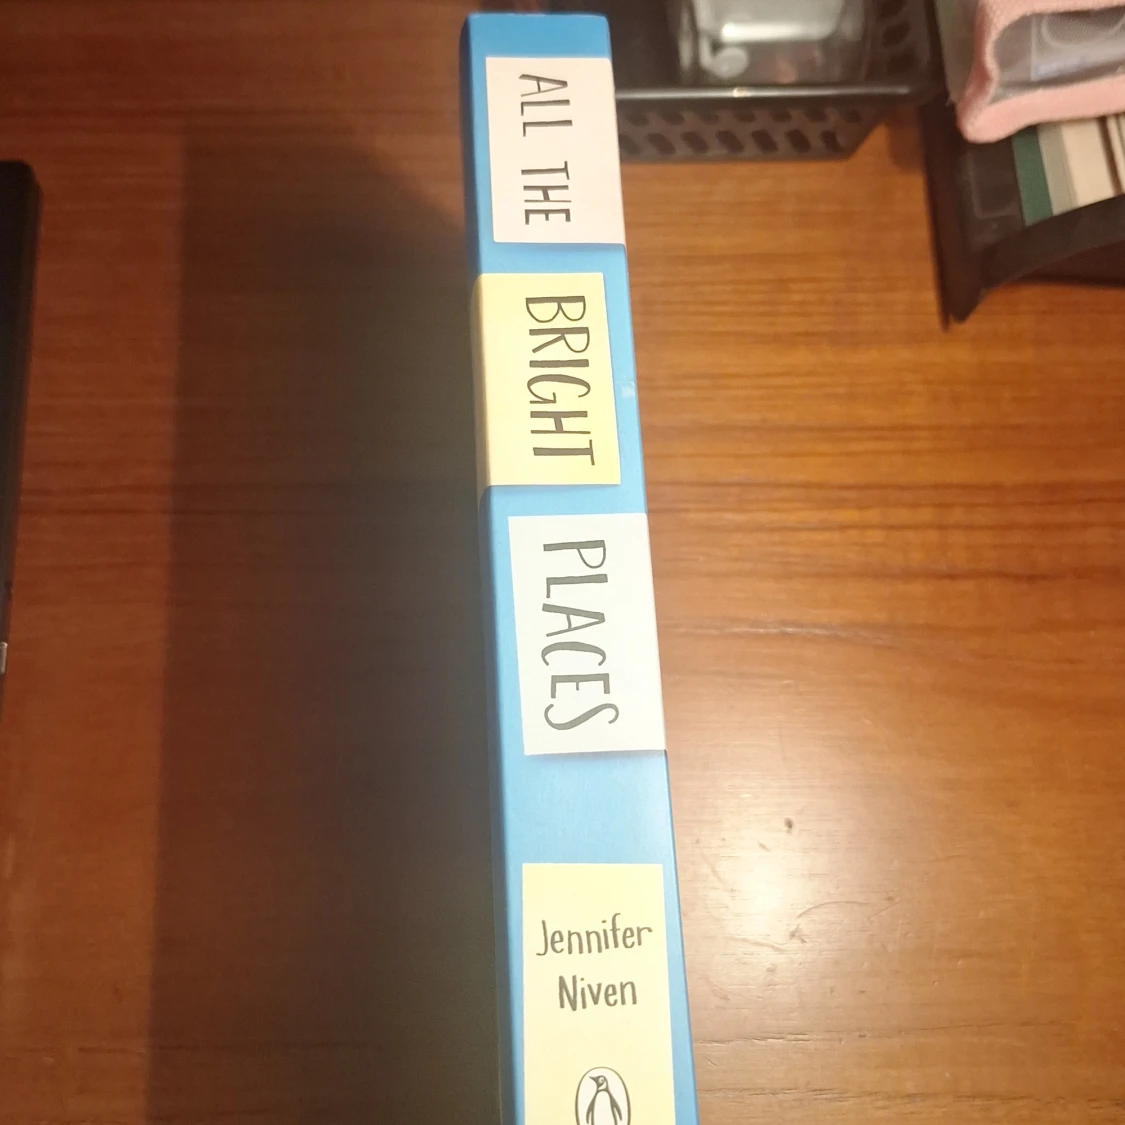 ALL THE
BRIGHT
PLACES
Jennifer
Niven